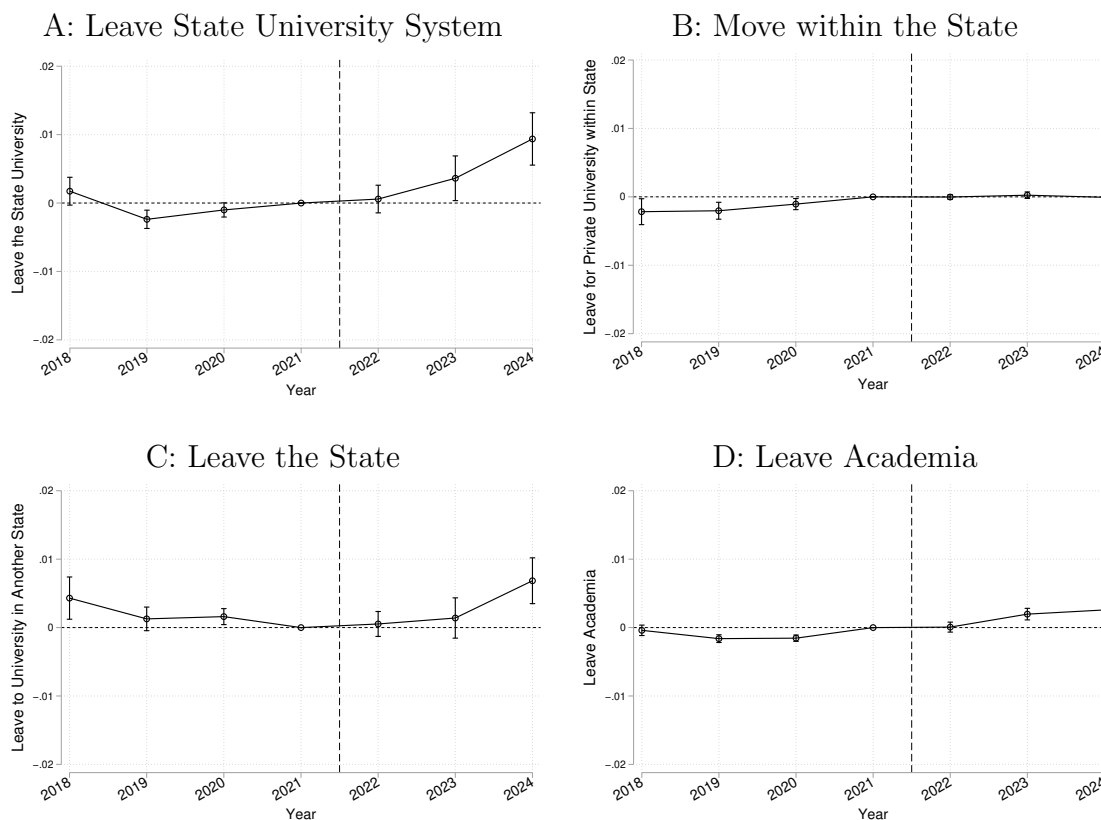 A: Leave State University System
Leave the State University
.02
.01
0
−.01
−.02
2018 2019 2020 2021 2022 2023 2024
Year
B: Move within the State
Leave for Private University within State
.02
.01
0
−.01
−.02
2018 2019 2020 2021 2022 2023 2024
Year
C: Leave the State
Leave to University in Another State
.02
.01
0
−.01
−.02
2018 2019 2020 2021 2022 2023 2024
Year
D: Leave Academia
Leave Academia
.02
.01
0
−.01
−.02
2018 2019 2020 2021 2022 2023 2024
Year